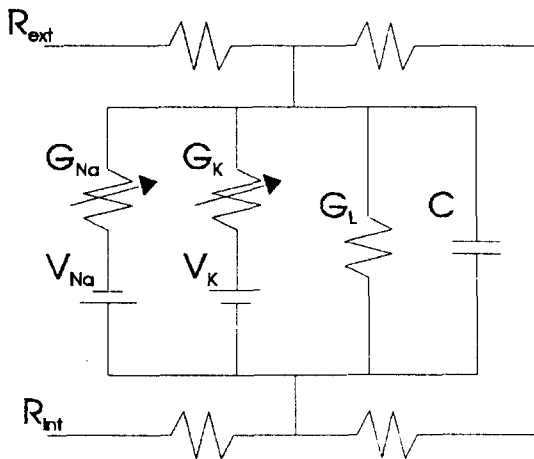 R_ext
G_Na
G_K
G_L
C
V_Na
V_K
R_int